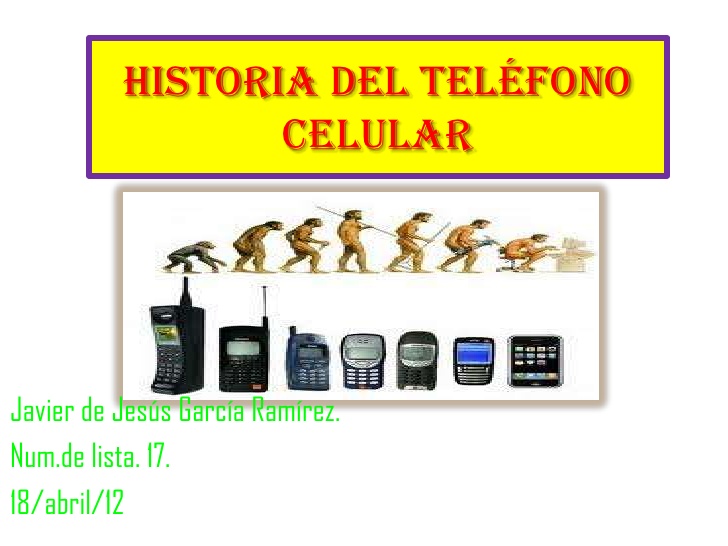 HISTORIA DEL TELÉFONO
CELULAR
Javier de Jesús García Ramírez.
Num.de lista. 17.
18/abril/12